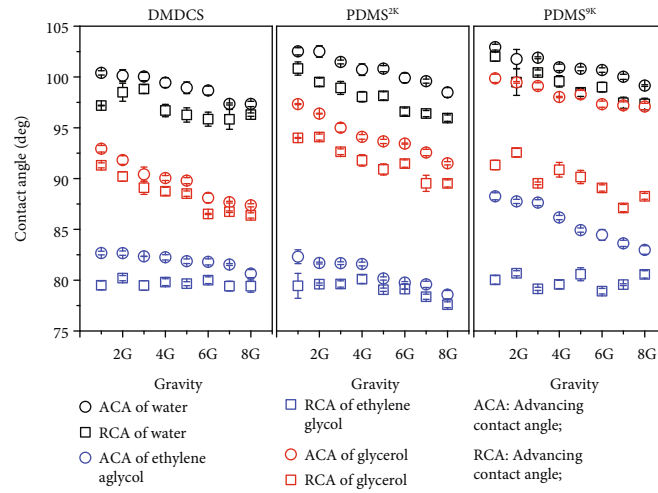 DMDCS PDMS2K PDMS9K
105
100
95
90
85
80
75
Contact angle (deg)
2G 4G 6G 8G 2G 4G 6G 8G 2G 4G 6G 8G
Gravity Gravity Gravity
ACA of water
RCA of water
ACA of ethylene
aglycol
RCA of ethylene
glycol
ACA of glycerol
RCA of glycerol
ACA: Advancing
contact angle;
RCA: Advancing
contact angle;